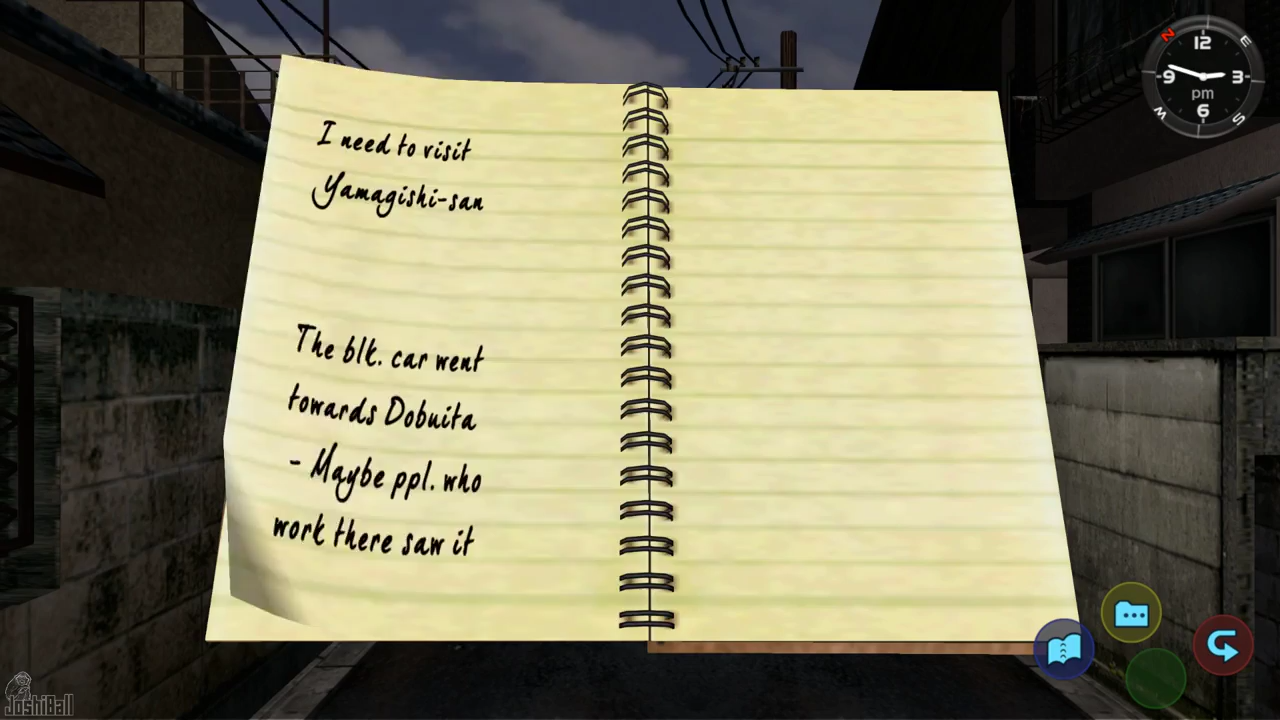 I need to visit
Yamagishi-san
The blk. car went
towards Dobuita
- Maybe ppl. who
work there saw it
N
12
E
9
3
pm
W
6
S
JoshiBall